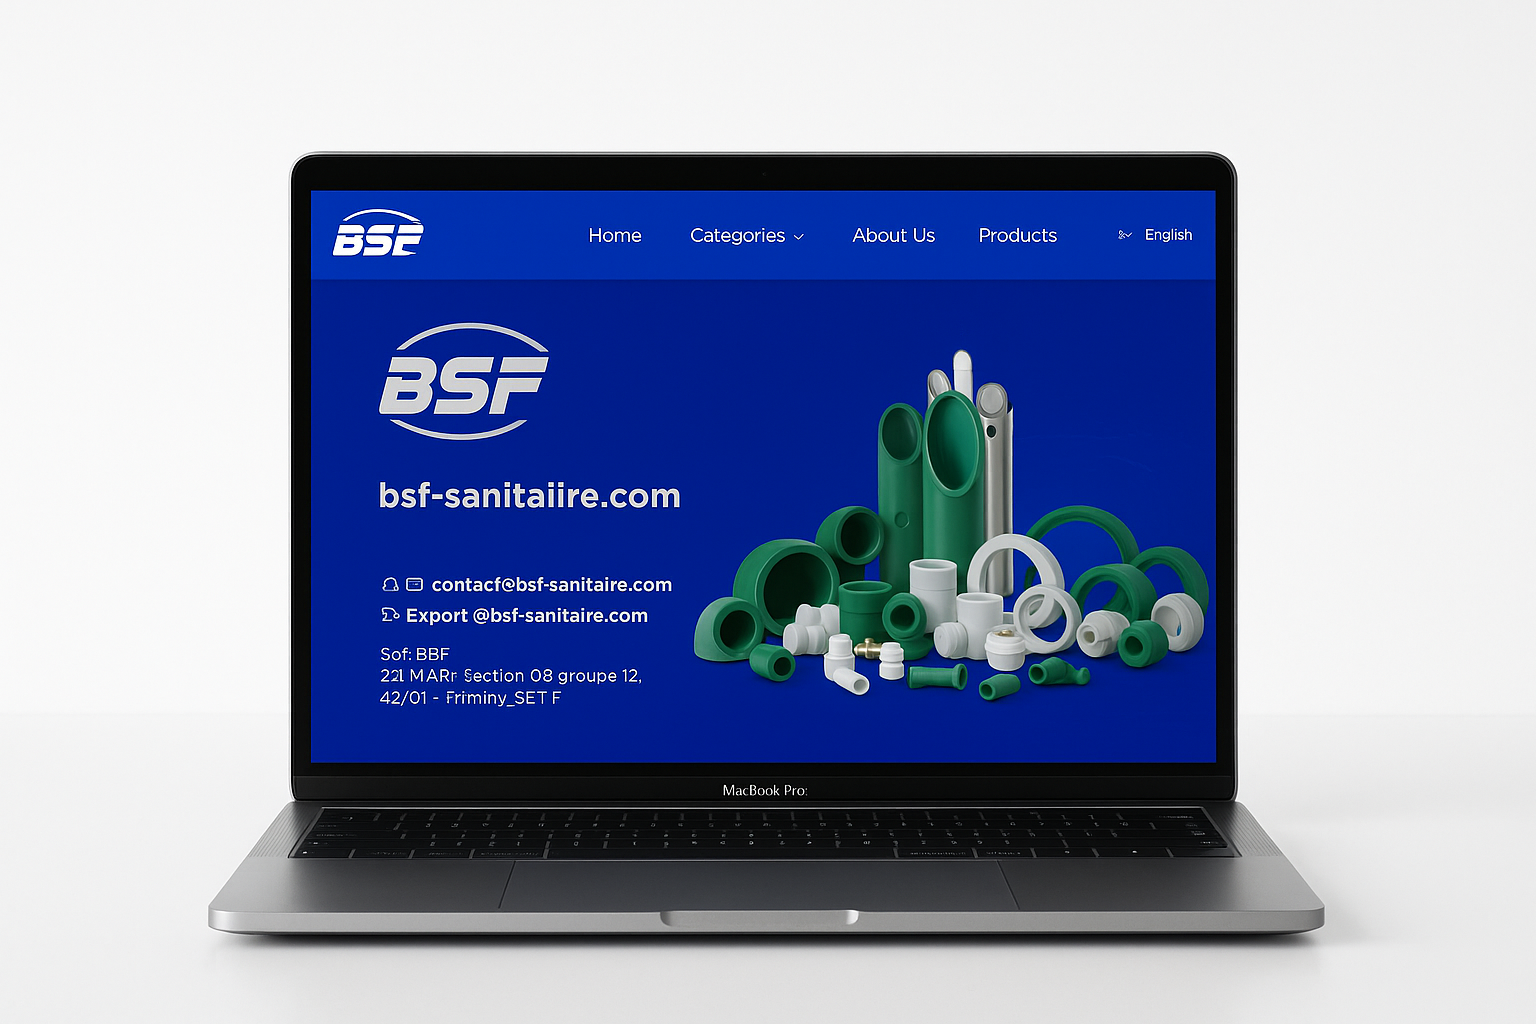 BSF
Home
Categories
About Us
Products
English
BSF
bsf-sanitaiire.com
contacf@bsf-sanitaire.com
Export @bsf-sanitaire.com
Sof: BBF
221 MARr Section 08 groupe 12,
42/01 - Friminy_SET F
MacBook Pro: